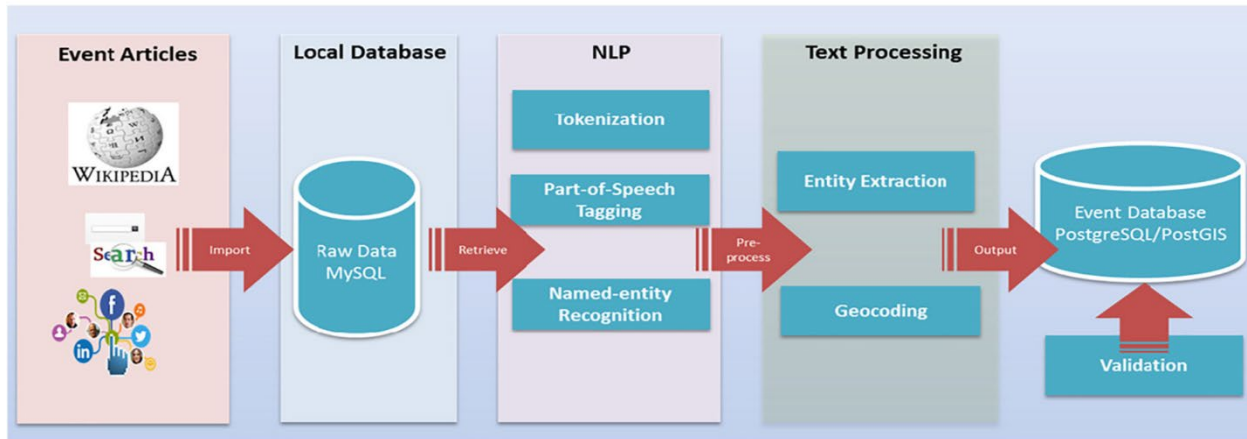 Event Articles
WIKIPEDIA
Search
Import
Local Database
Raw Data
MySQL
Retrieve
NLP
Tokenization
Part-of-Speech
Tagging
Named-entity
Recognition
Pre-
process
Text Processing
Entity Extraction
Geocoding
Output
Event Database
PostgreSQL/PostGIS
Validation